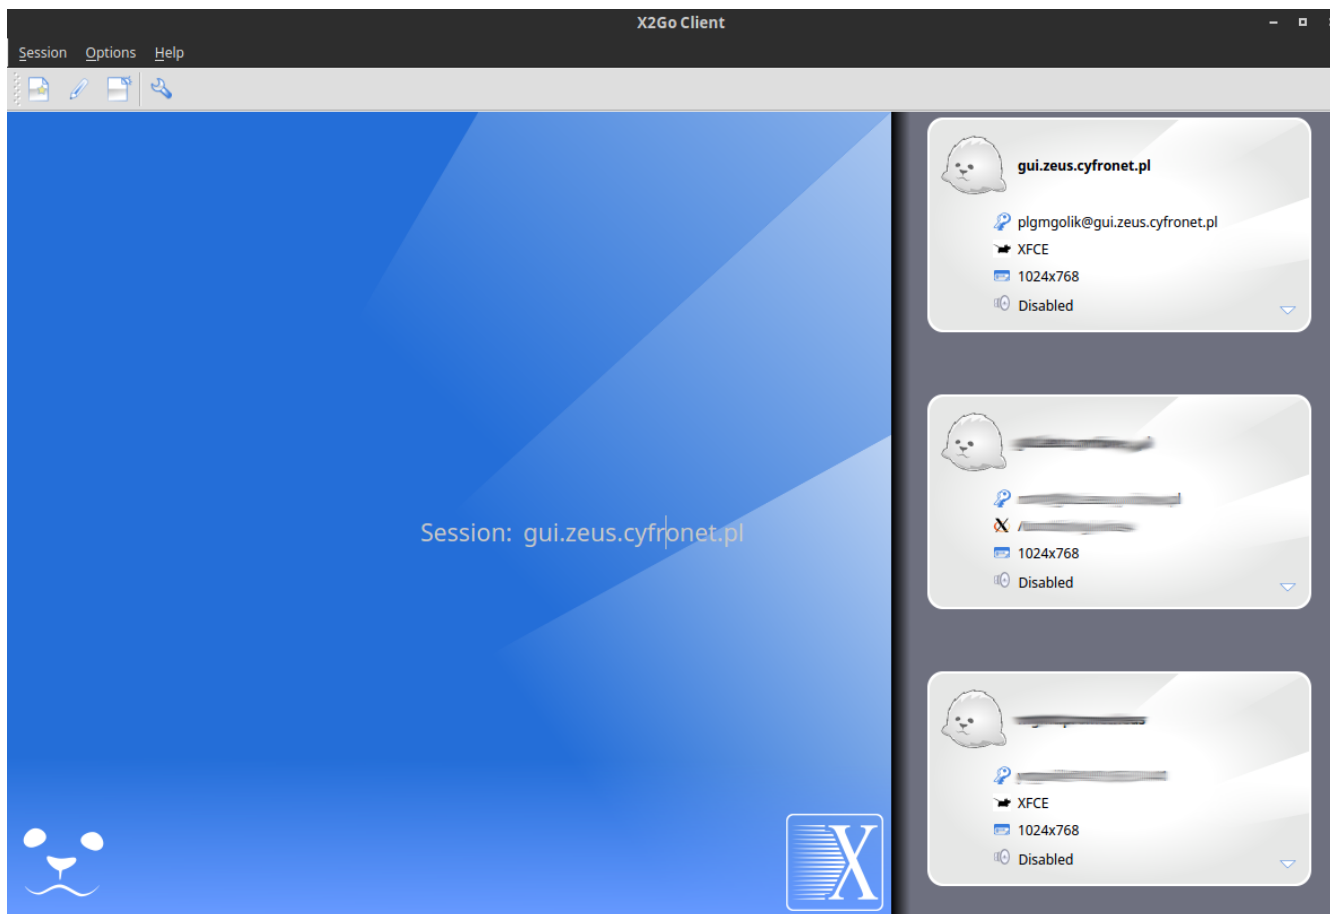 X2Go Client
Session Options Help
Session: gui.zeus.cyfronet.pl
gui.zeus.cyfronet.pl
plgmgolik@gui.zeus.cyfronet.pl
XFCE
1024x768
Disabled
1024x768
Disabled
XFCE
1024x768
Disabled
X